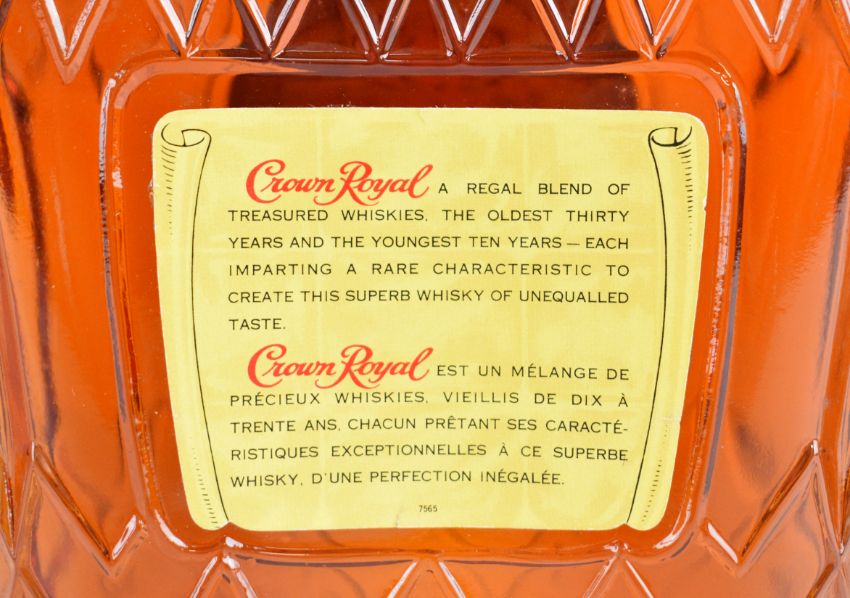 Crown Royal A REGAL BLEND OF
TREASURED WHISKIES, THE OLDEST THIRTY
YEARS AND THE YOUNGEST TEN YEARS — EACH
IMPARTING A RARE CHARACTERISTIC TO
CREATE THIS SUPERB WHISKY OF UNEQUALLED
TASTE.
Crown Royal EST UN MÉLANGE DE
PRÉCIEUX WHISKIES, VIEILLIS DE DIX À
TRENTE ANS, CHACUN PRÊTANT SES CARACTÉ-
RISTIQUES EXCEPTIONNELLES À CE SUPERBE
WHISKY, D'UNE PERFECTION INÉGALÉE.
7565